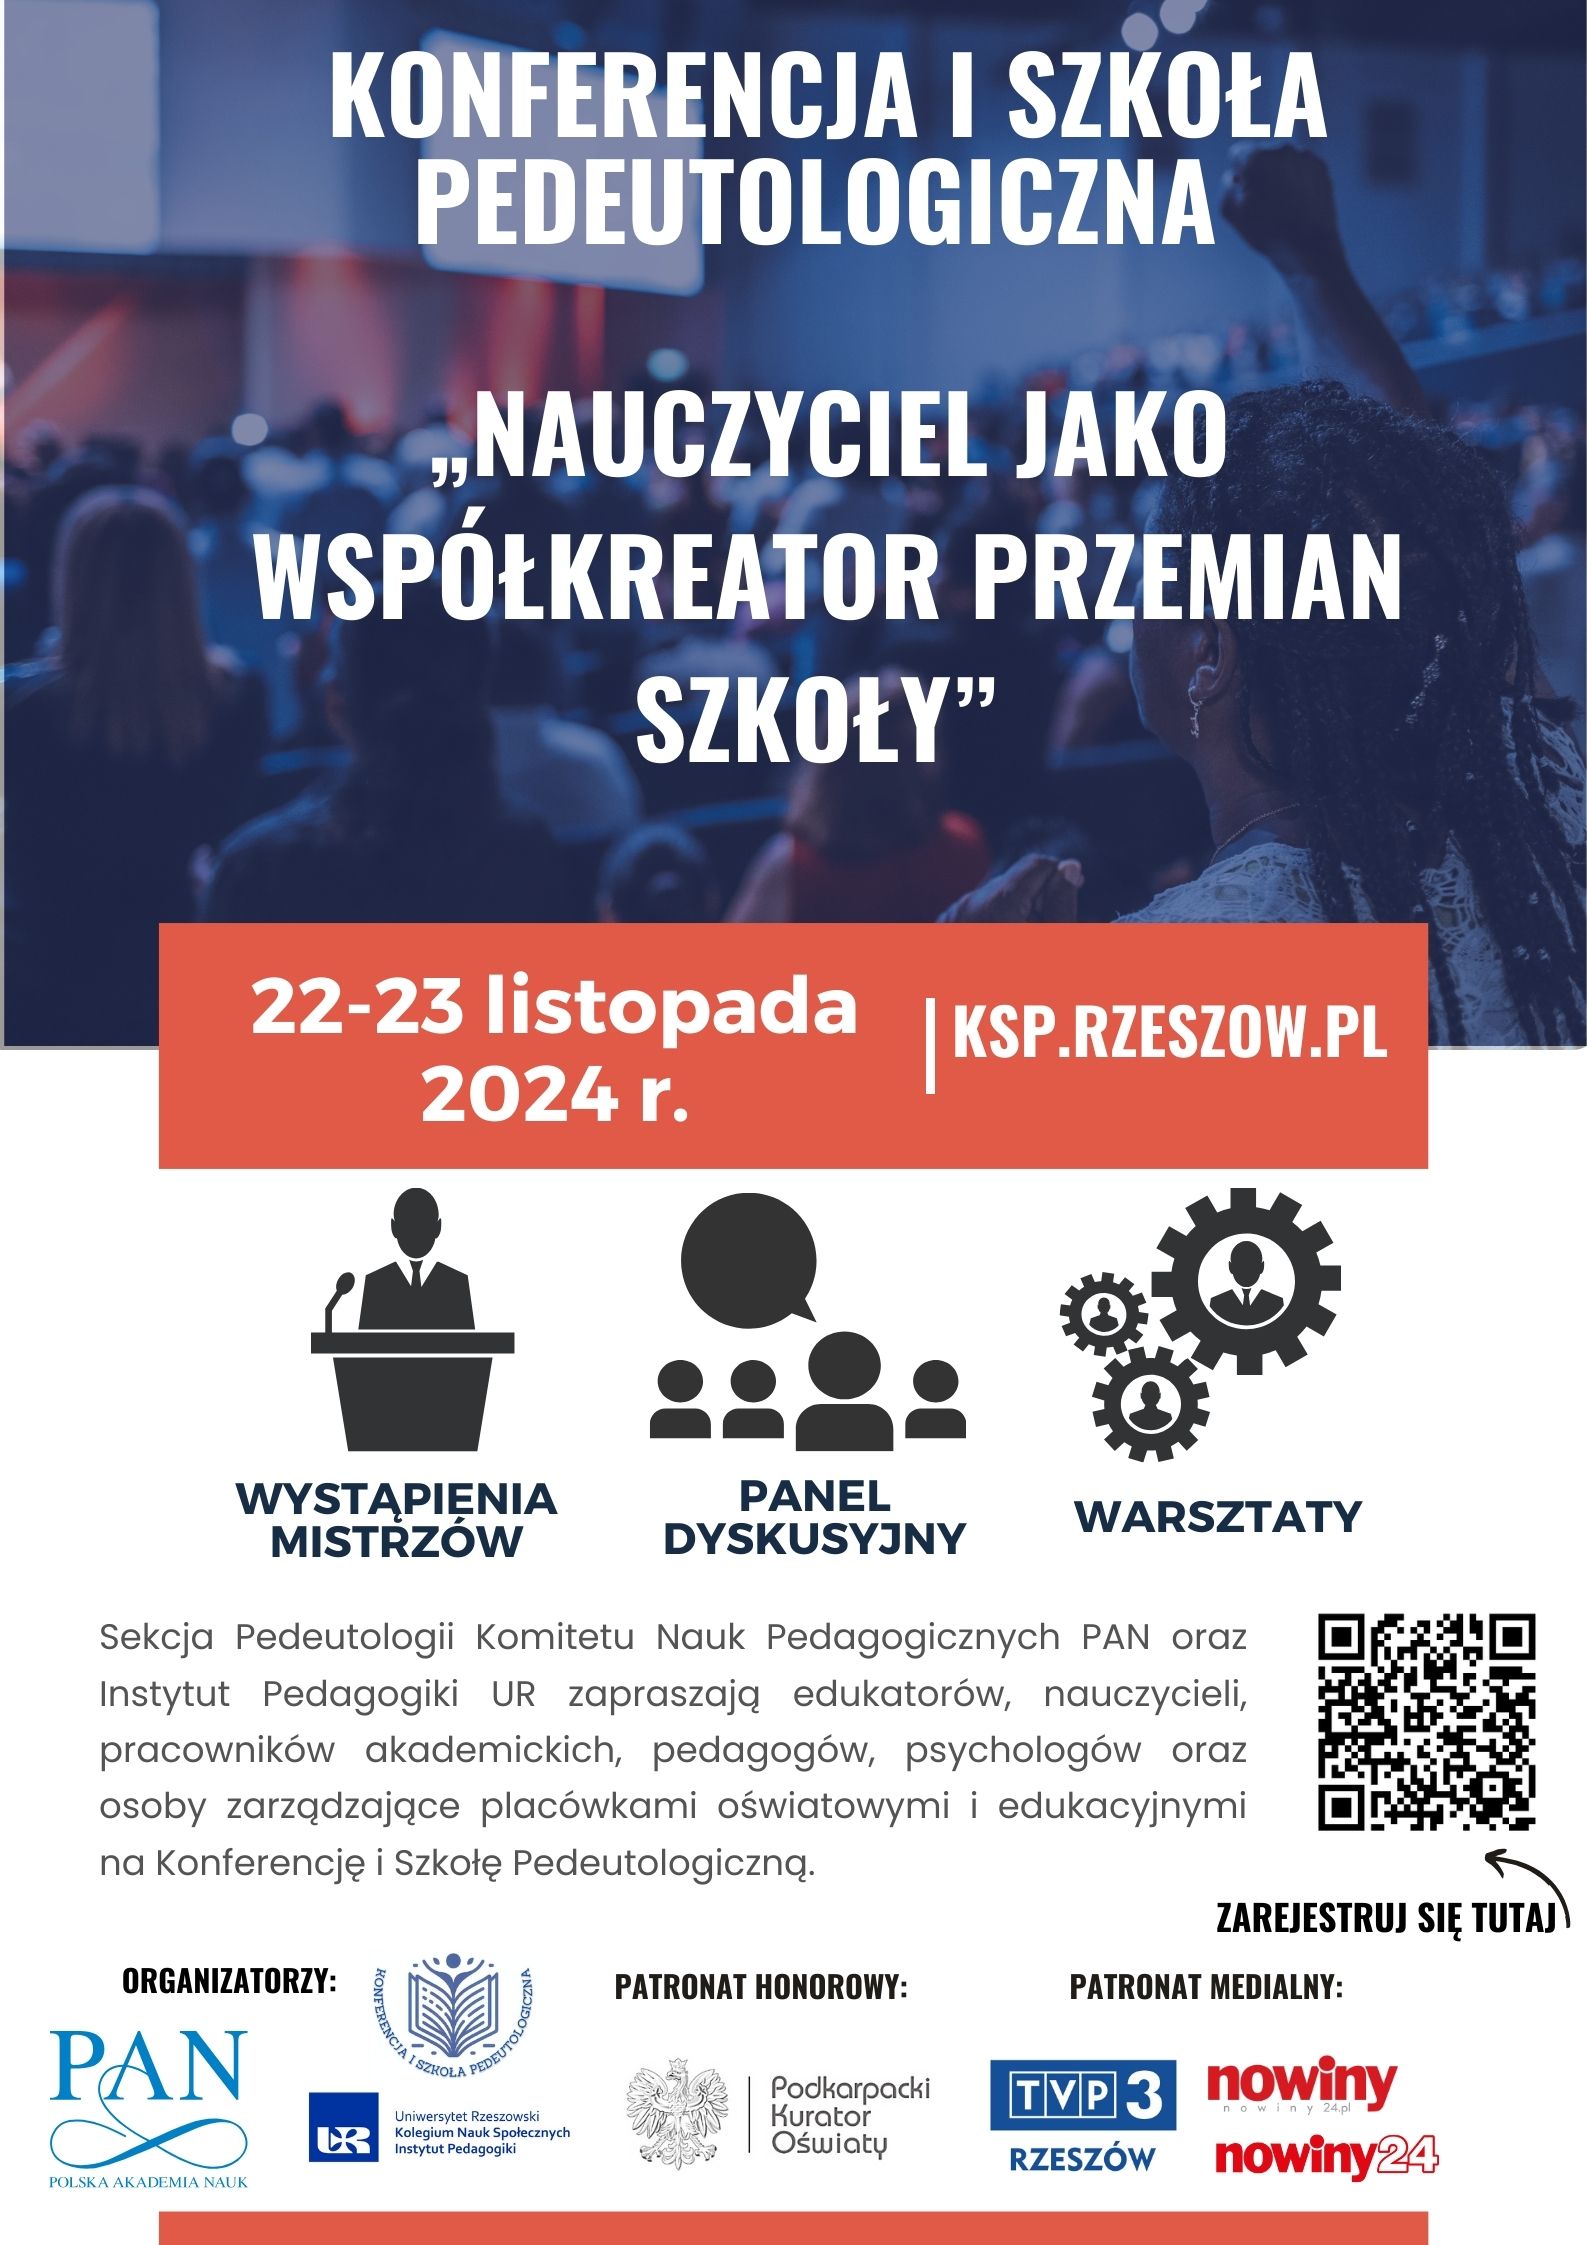 KONFERENCJA I SZKOŁA
PEDEUTOLOGICZNA
„NAUCZYCIEL JAKO
WSPÓŁKREATOR PRZEMIAN
SZKOŁY”
22-23 listopada
2024 r.
KSP.RZESZOW.PL
WYSTĄPIENIA
MISTRZÓW
PANEL
DYSKUSYJNY
WARSZTATY
Sekcja Pedeutologii Komitetu Nauk Pedagogicznych PAN oraz
Instytut Pedagogiki UR zapraszają edukatorów, nauczycieli,
pracowników akademickich, pedagogów, psychologów oraz
osoby zarządzające placówkami oświatowymi i edukacyjnymi
na Konferencję i Szkołę Pedeutologiczną.
ZAREJESTRUJ SIĘ TUTAJ
ORGANIZATORZY:
KONFERENCJA I SZKOŁA PEDEUTOLOGICZNA
PAN
POLSKA AKADEMIA NAUK
UR
Uniwersytet Rzeszowski
Kolegium Nauk Społecznych
Instytut Pedagogiki
PATRONAT HONOROWY:
Podkarpacki
Kurator
Oświaty
PATRONAT MEDIALNY:
TVP3
RZESZÓW
nowiny
nowiny24.pl
nowiny24